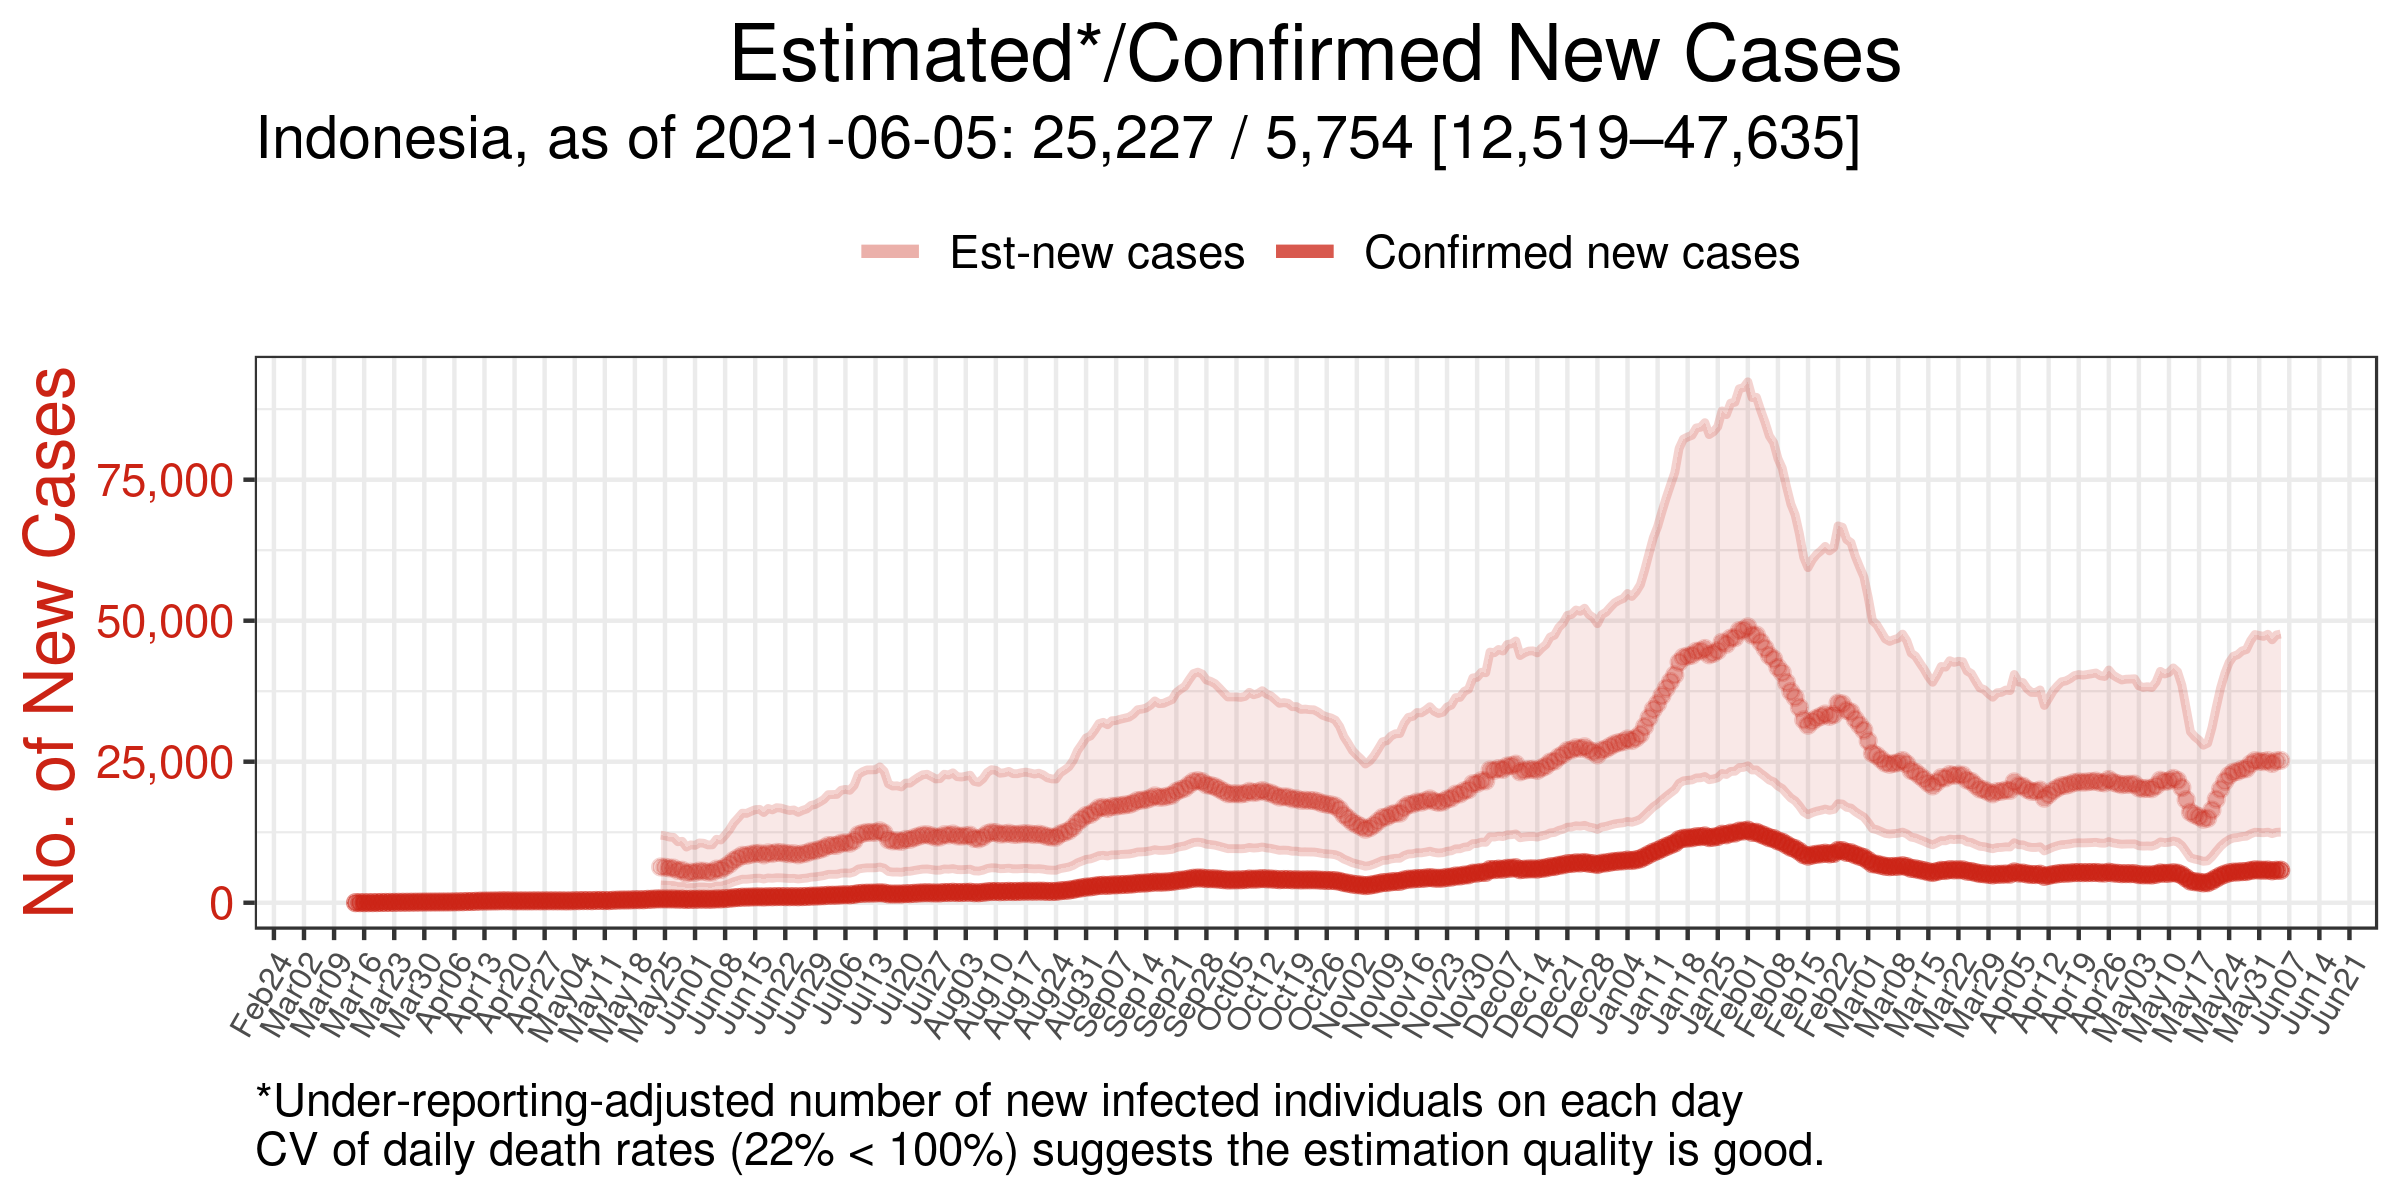 Estimated*/Confirmed New Cases
Indonesia, as of 2021-06-05: 25,227 / 5,754 [12,519–47,635]
Est-new cases
Confirmed new cases
No. of New Cases
75,000
50,000
25,000
0
Feb24
Mar02
Mar09
Mar16
Mar23
Mar30
Apr06
Apr13
Apr20
Apr27
May04
May11
May18
May25
Jun01
Jun08
Jun15
Jun22
Jun29
Jul06
Jul13
Jul20
Jul27
Aug03
Aug10
Aug17
Aug24
Aug31
Sep07
Sep14
Sep21
Sep28
Oct05
Oct12
Oct19
Oct26
Nov02
Nov09
Nov16
Nov23
Nov30
Dec07
Dec14
Dec21
Dec28
Jan04
Jan11
Jan18
Jan25
Feb01
Feb08
Feb15
Feb22
Mar01
Mar08
Mar15
Mar22
Mar29
Apr05
Apr12
Apr19
Apr26
May03
May10
May17
May24
May31
Jun07
Jun14
Jun21
*Under-reporting-adjusted number of new infected individuals on each day
CV of daily death rates (22% < 100%) suggests the estimation quality is good.